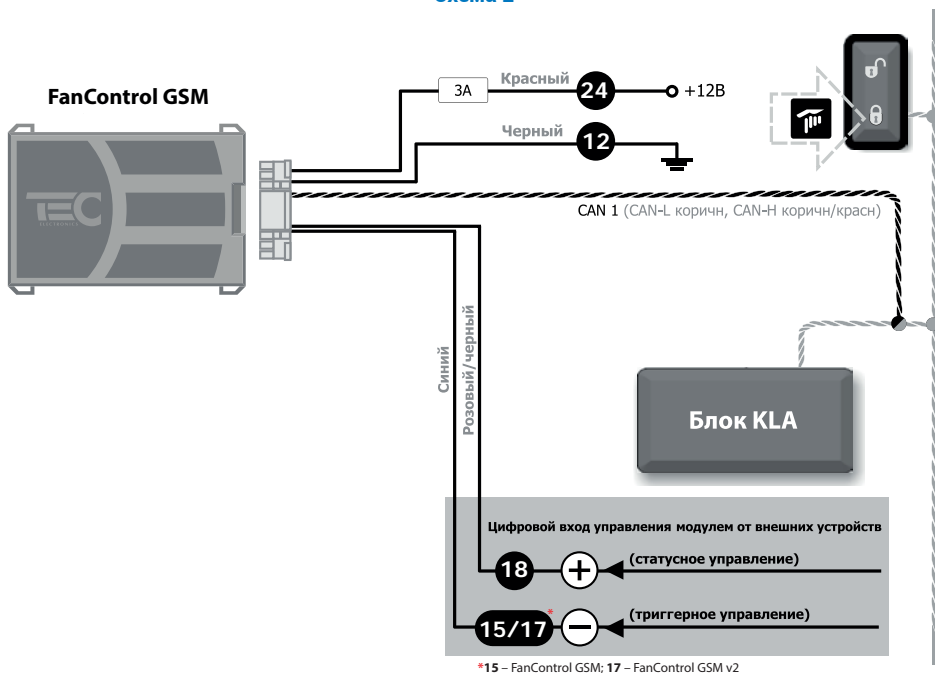 FanControl GSM
3А
Красный
24
+12В
Черный
12
CAN 1 (CAN-L коричн, CAN-H коричн/красн)
TEC
ELECTRONICS
Синий
Розовый/черный
Блок KLA
Цифровой вход управления модулем от внешних устройств
18
+
(статусное управление)
15/17*
−
(триггерное управление)
*15 – FanControl GSM; 17 – FanControl GSM v2